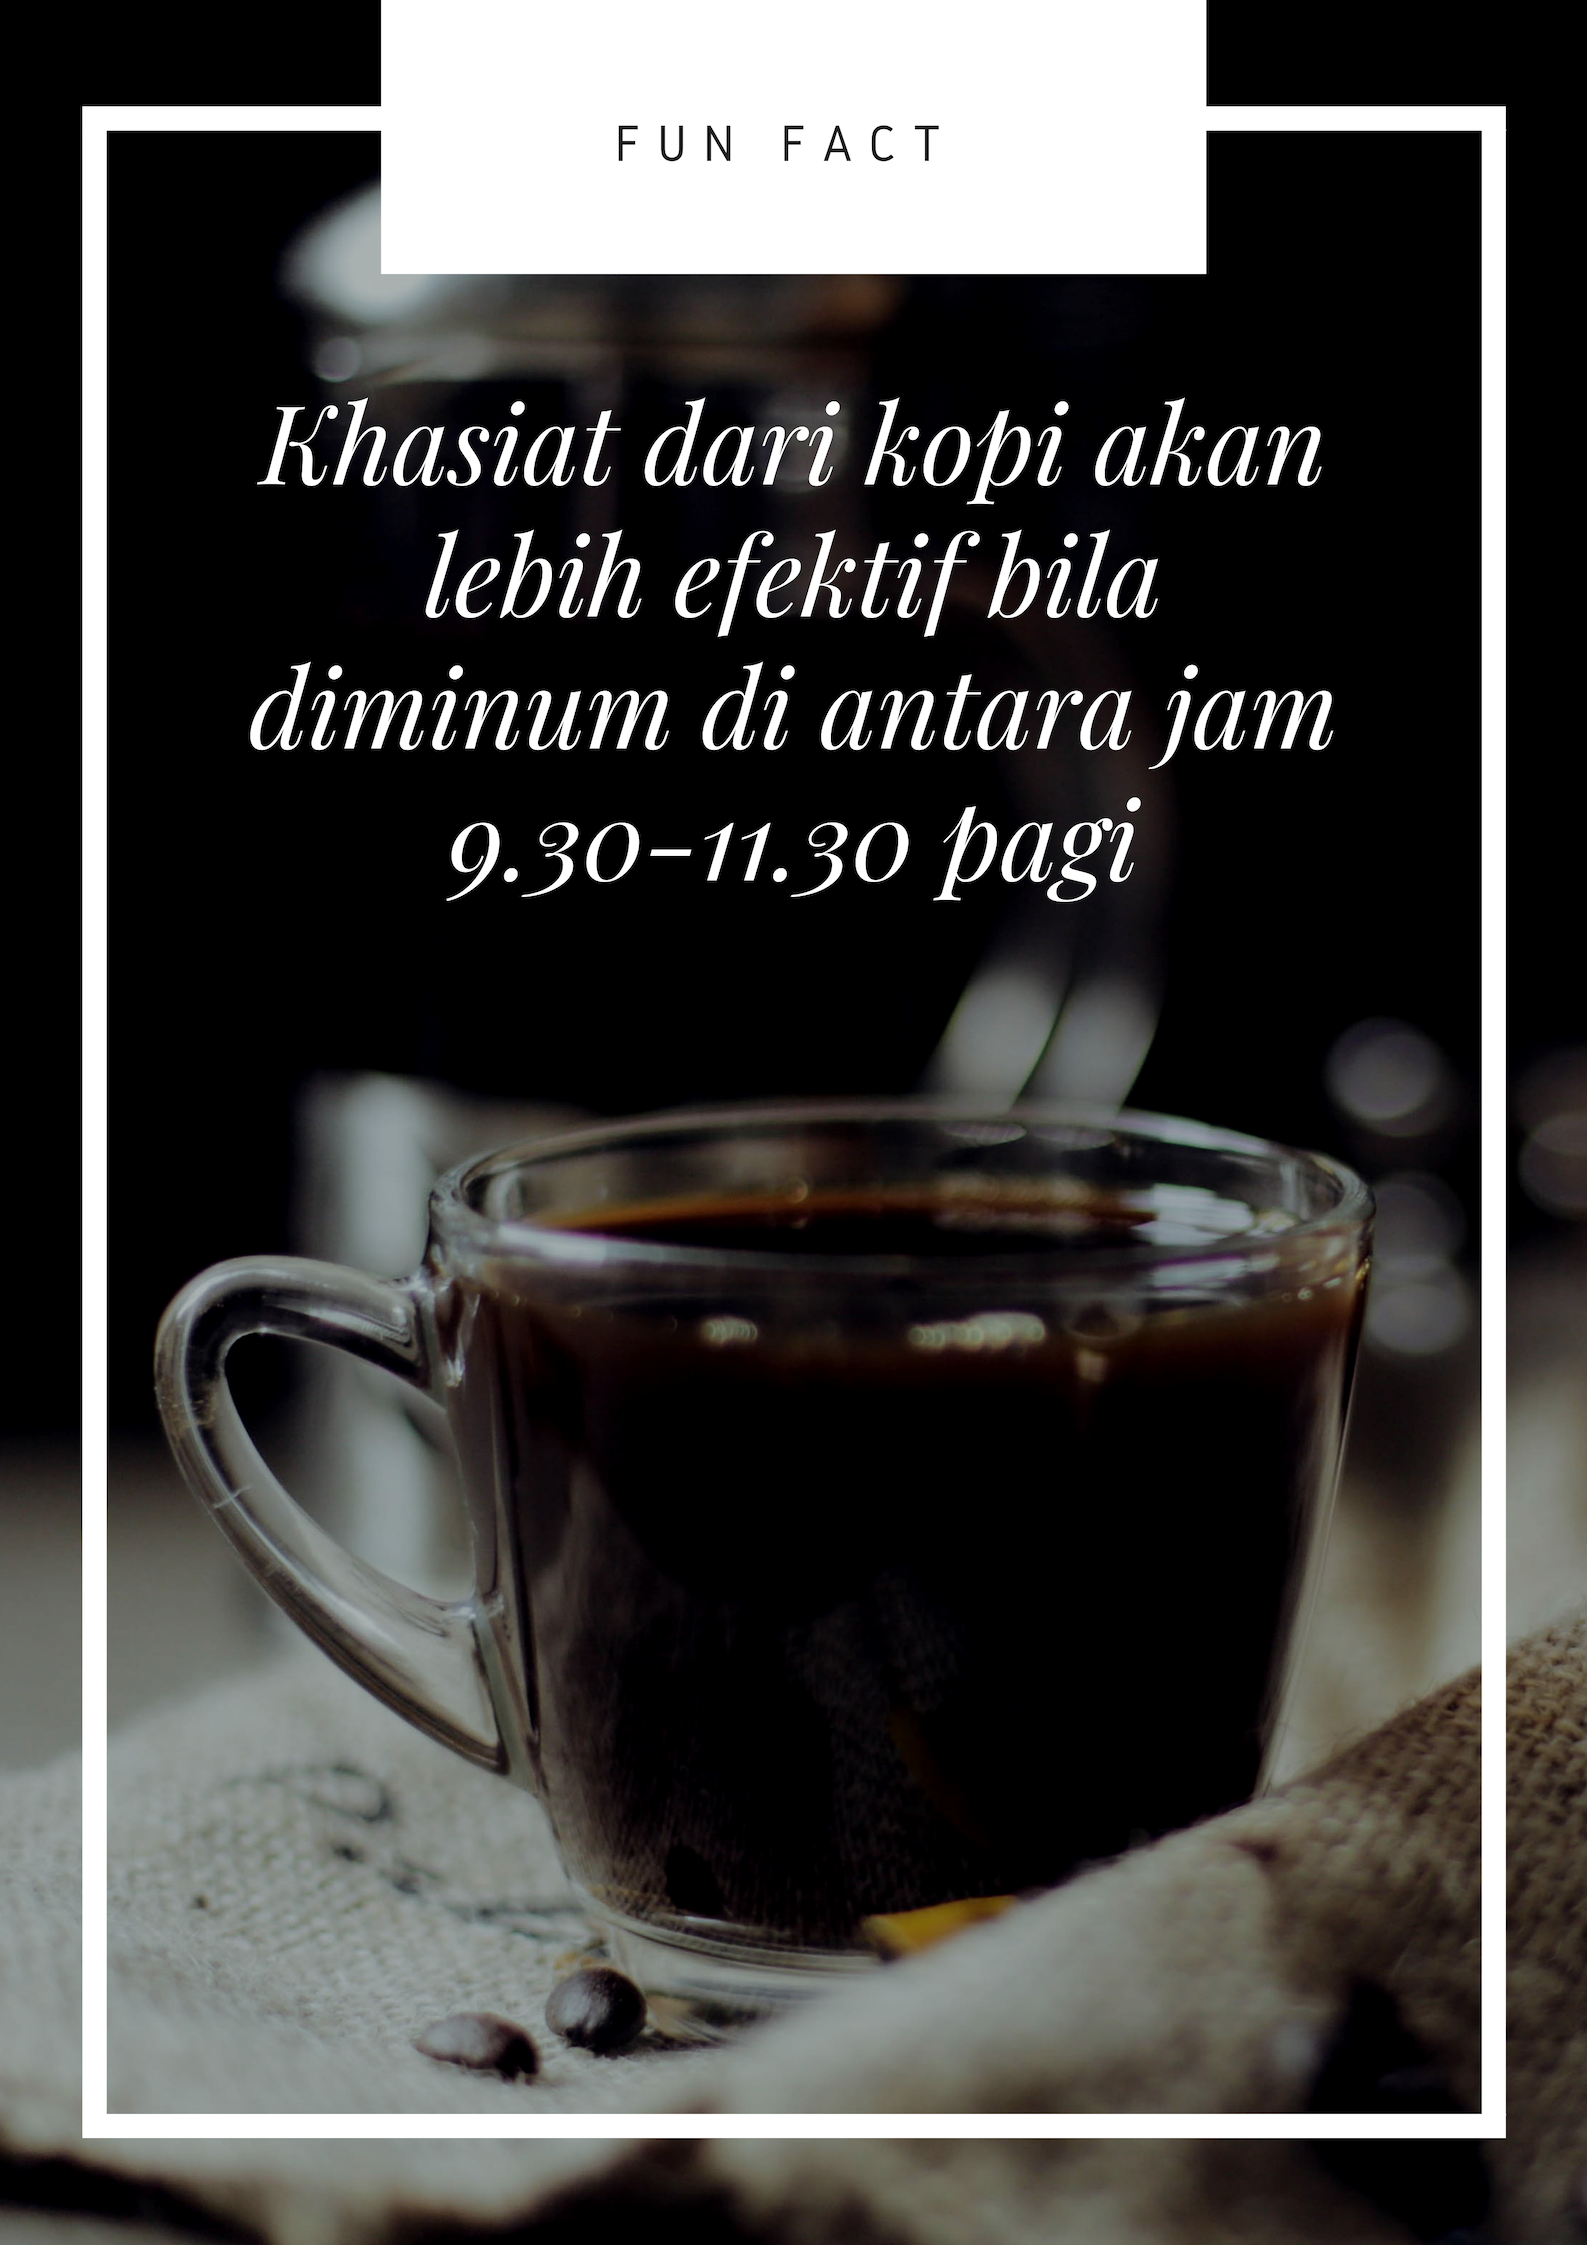 FUN FACT
Khasiat dari kopi akan
lebih efektif bila
diminum di antara jam
9.30-11.30 pagi